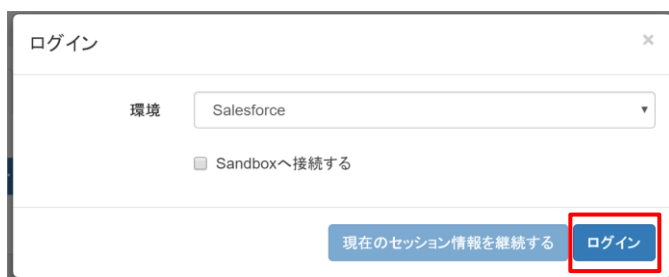 ログイン ×
環境 Salesforce
Sandboxへ接続する
現在のセッション情報を継続する ログイン